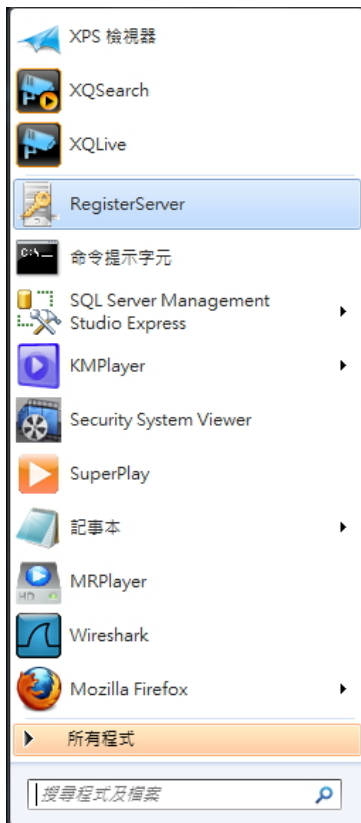 XPS 檢視器
XQSearch
XQLive
RegisterServer
命令提示字元
SQL Server Management
Studio Express
KMPlayer
Security System Viewer
SuperPlay
記事本
MRPlayer
Wireshark
Mozilla Firefox
所有程式
搜尋程式及檔案